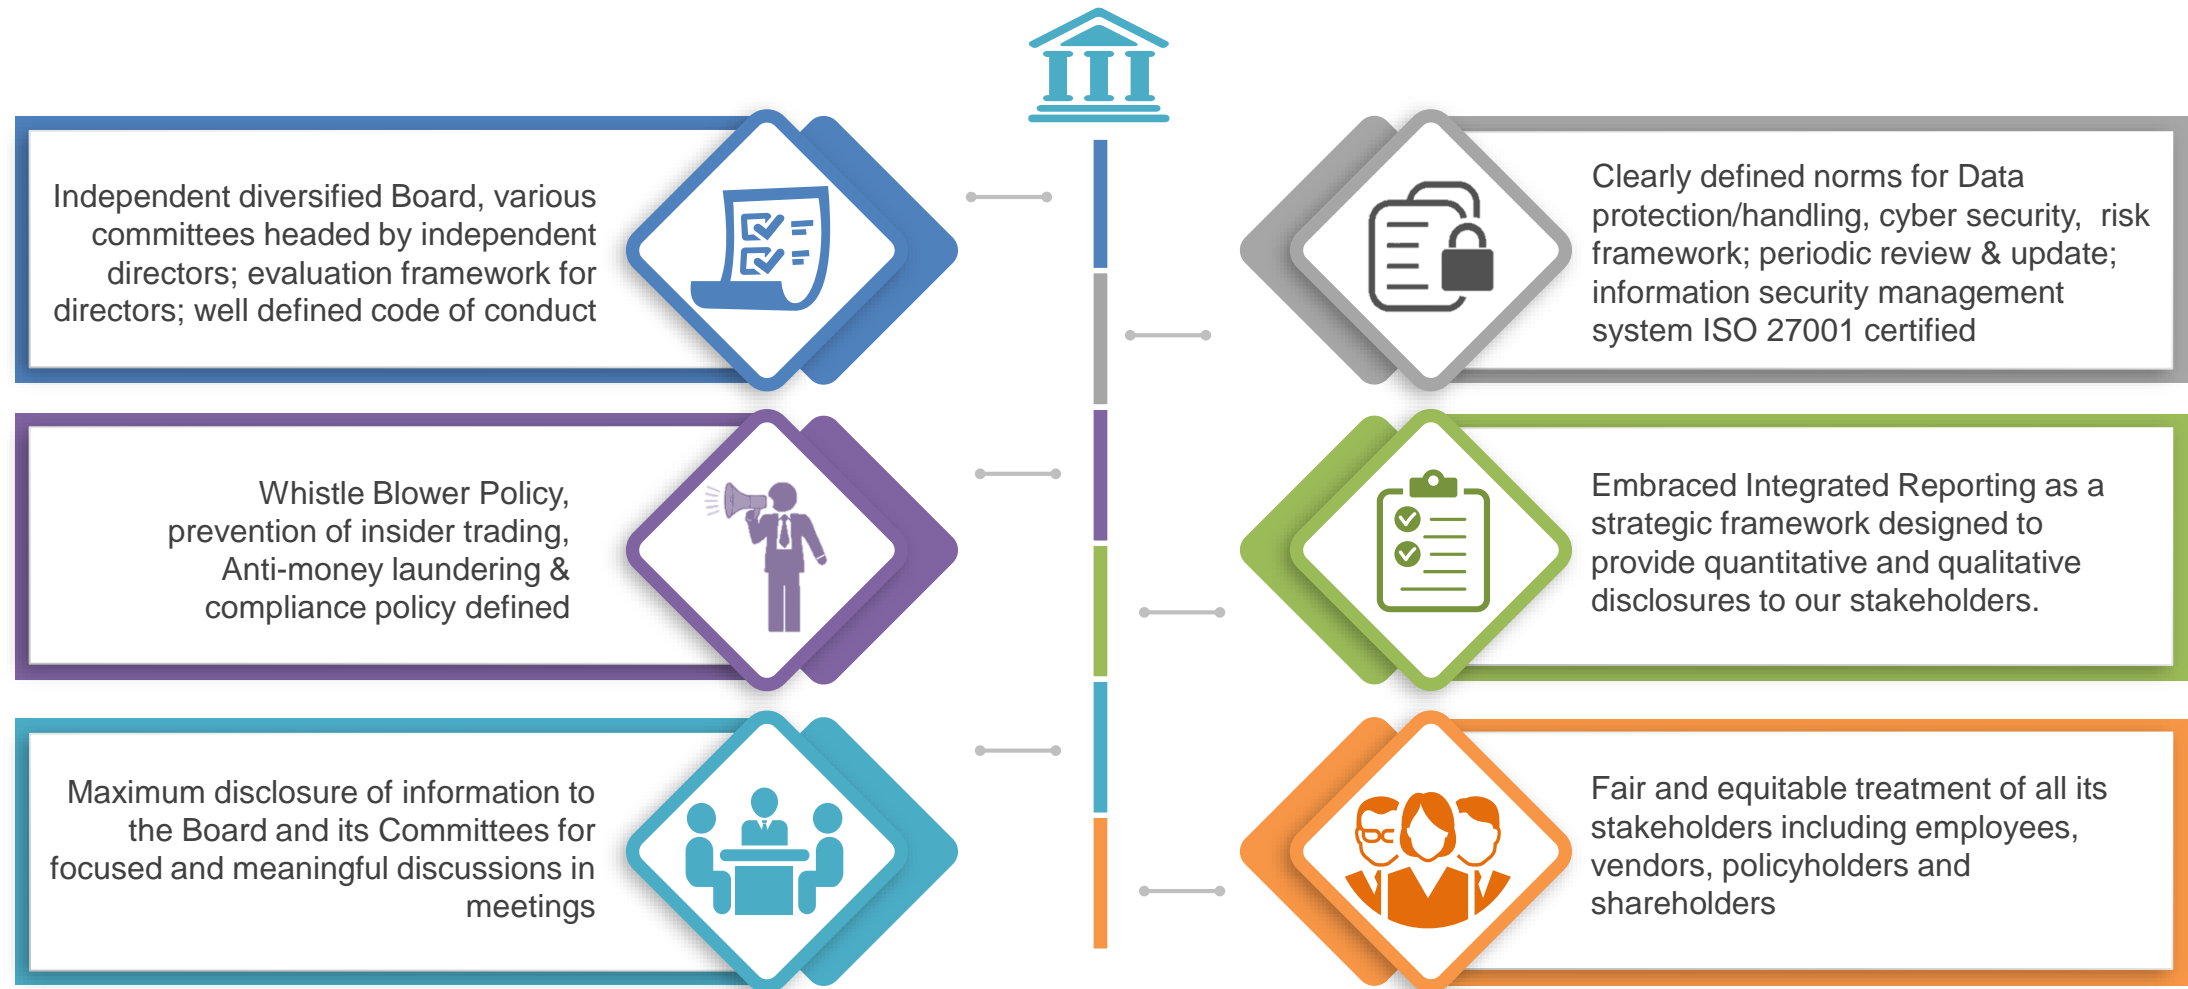 Independent diversified Board, various
committees headed by independent
directors; evaluation framework for
directors; well defined code of conduct
Clearly defined norms for Data
protection/handling, cyber security,  risk
framework; periodic review & update;
information security management
system ISO 27001 certified
Whistle Blower Policy,
prevention of insider trading,
Anti-money laundering &
compliance policy defined
Embraced Integrated Reporting as a
strategic framework designed to
provide quantitative and qualitative
disclosures to our stakeholders.
Maximum disclosure of information to
the Board and its Committees for
focused and meaningful discussions in
meetings
Fair and equitable treatment of all its
stakeholders including employees,
vendors, policyholders and
shareholders